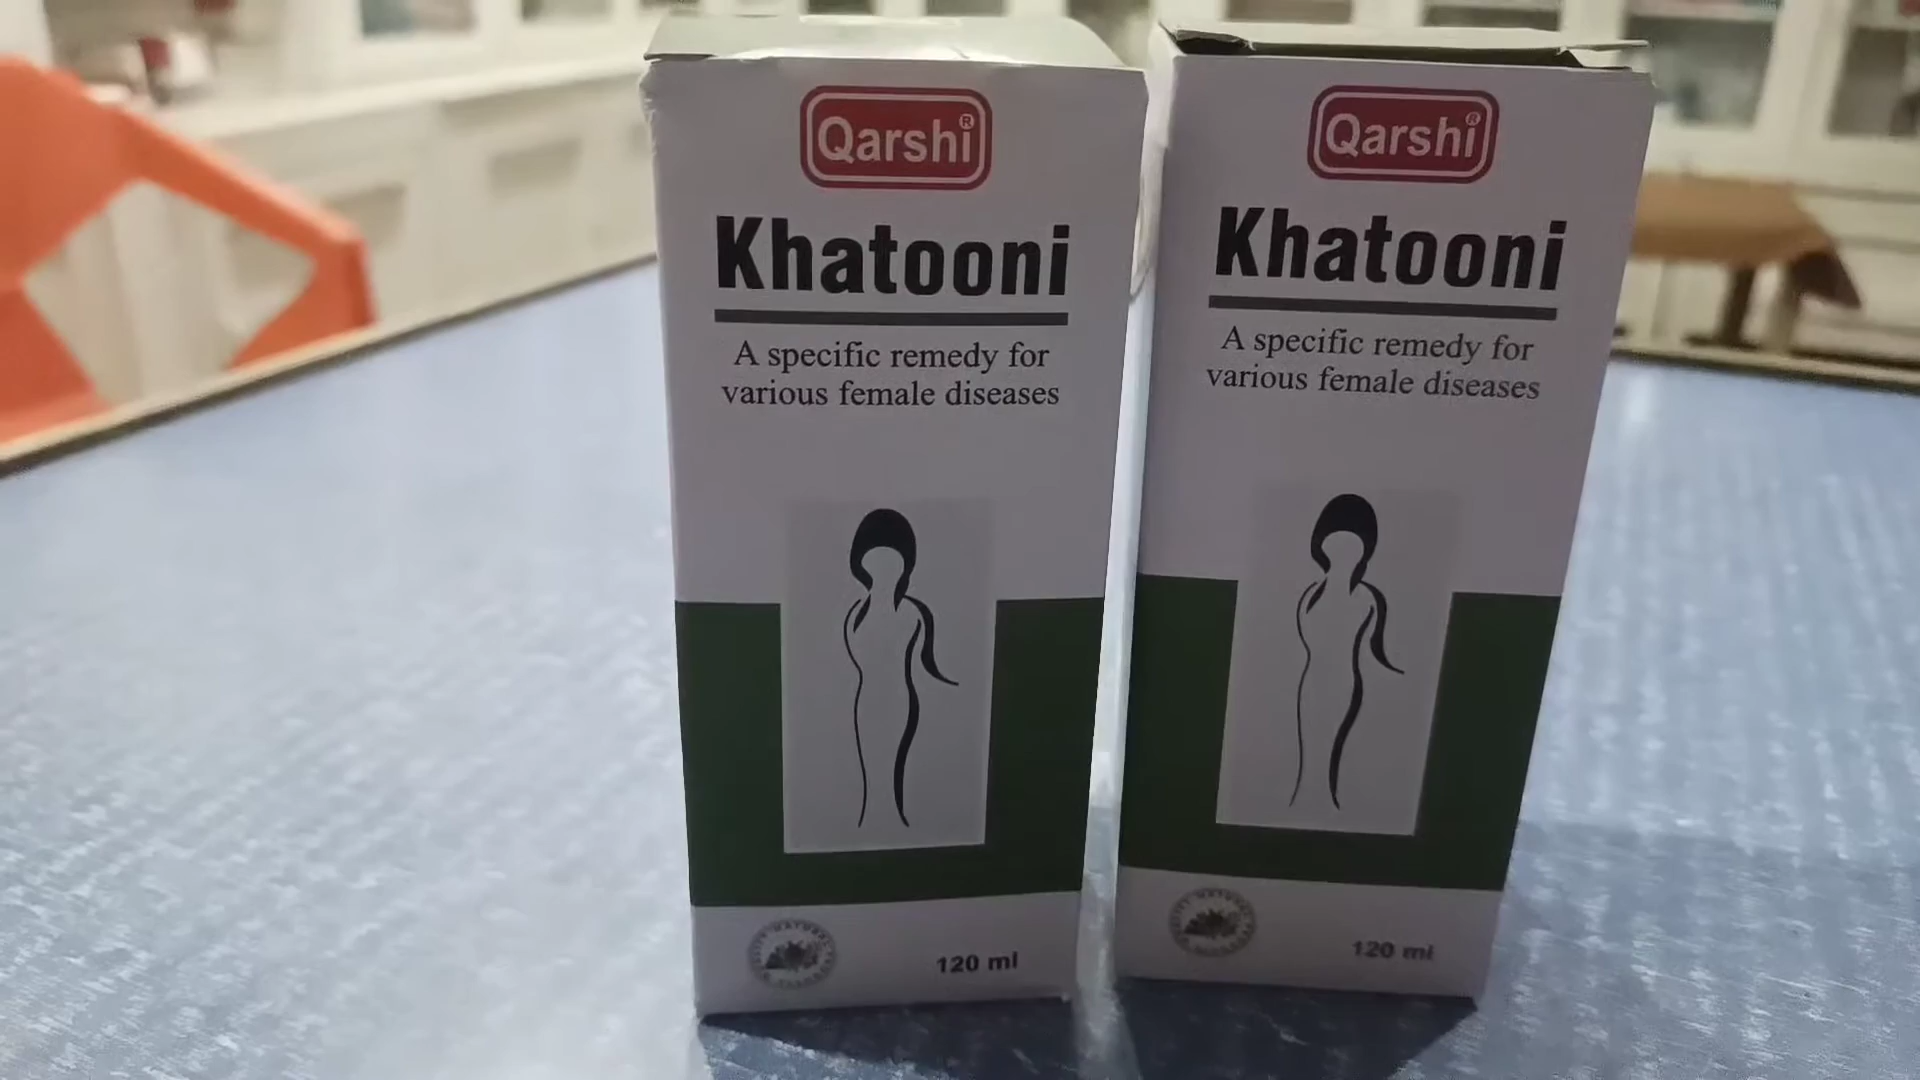 Qarshi®
Khatooni
A specific remedy for
various female diseases
120 ml
Qarshi®
Khatooni
A specific remedy for
various female diseases
120 ml